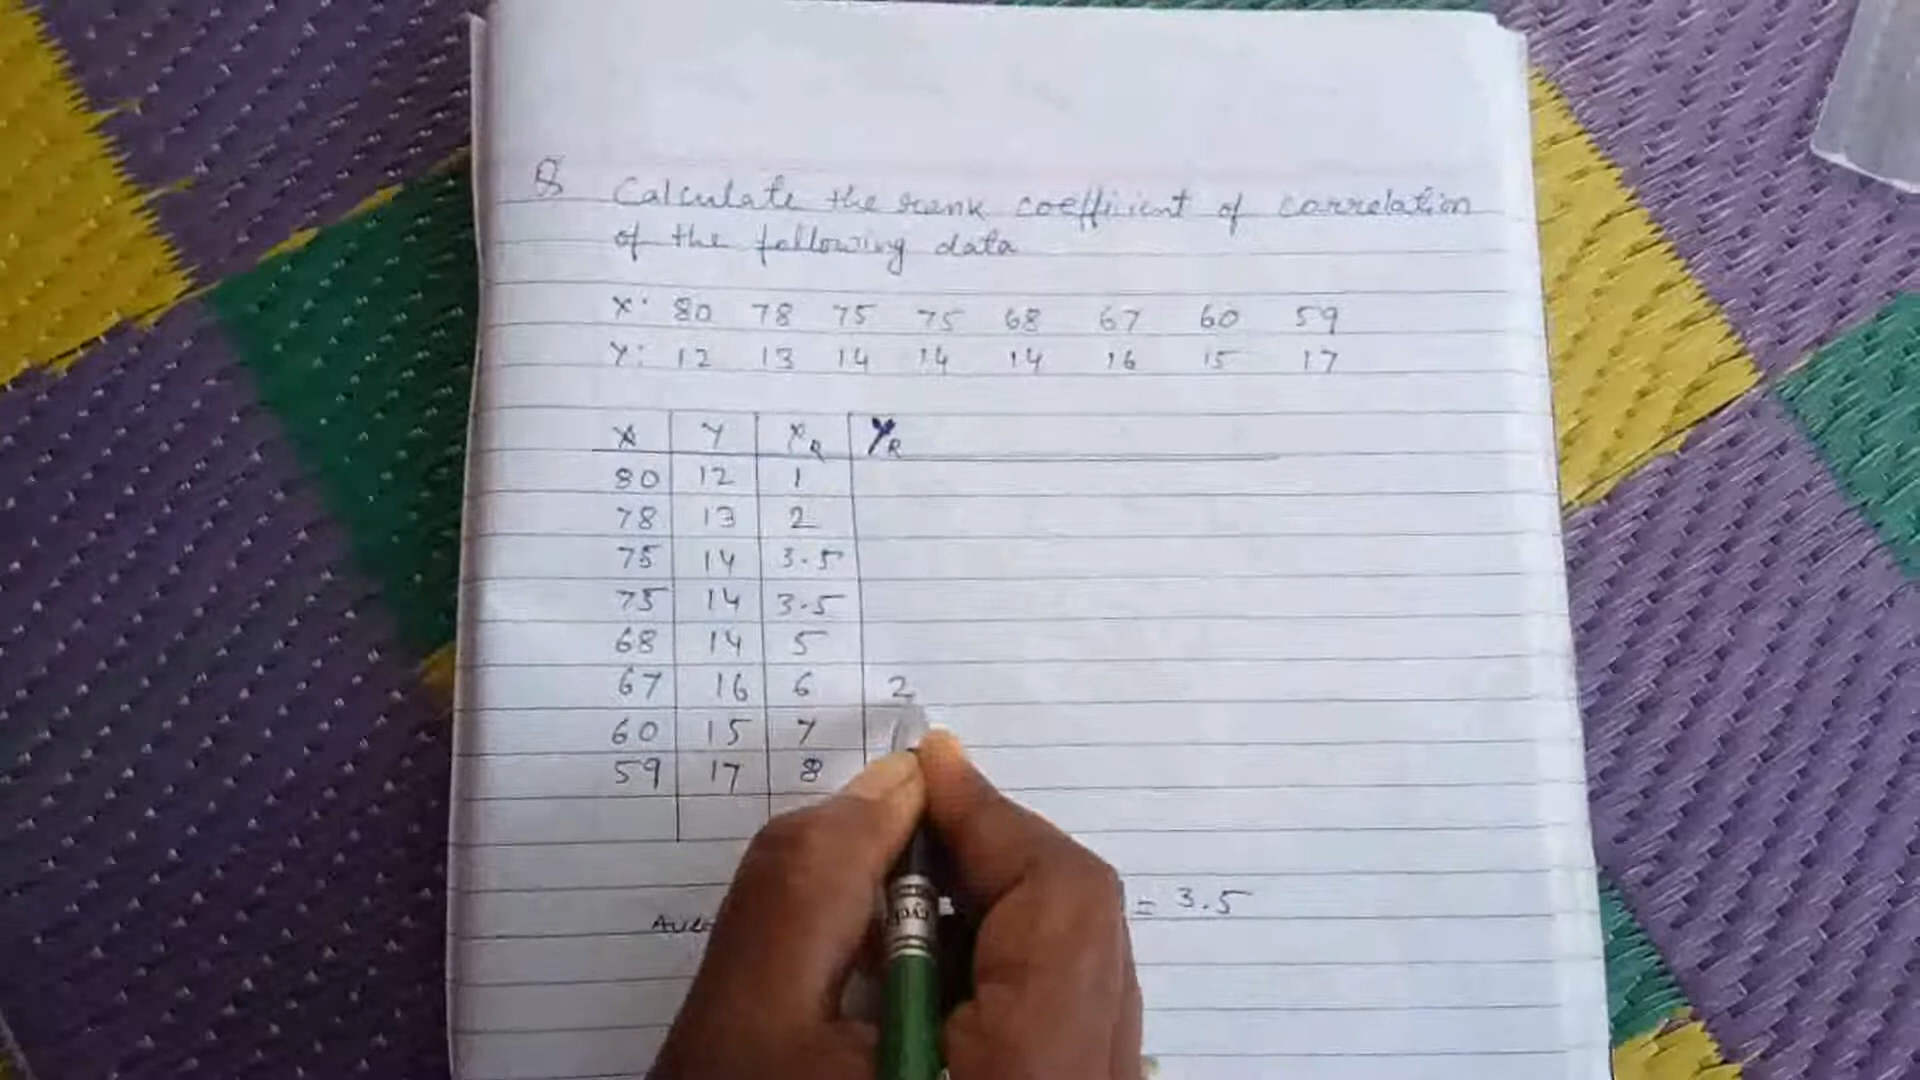 Q Calculate the rank coefficient of correlation
of the following data
X: 80 78 75 75 68 67 60 59
Y: 12 13 14 14 14 16 15 17
X Y XR YR
80 12 1
78 13 2
75 14 3.5
75 14 3.5
68 14 5
67 16 6 2
60 15 7
59 17 8
= 3.5